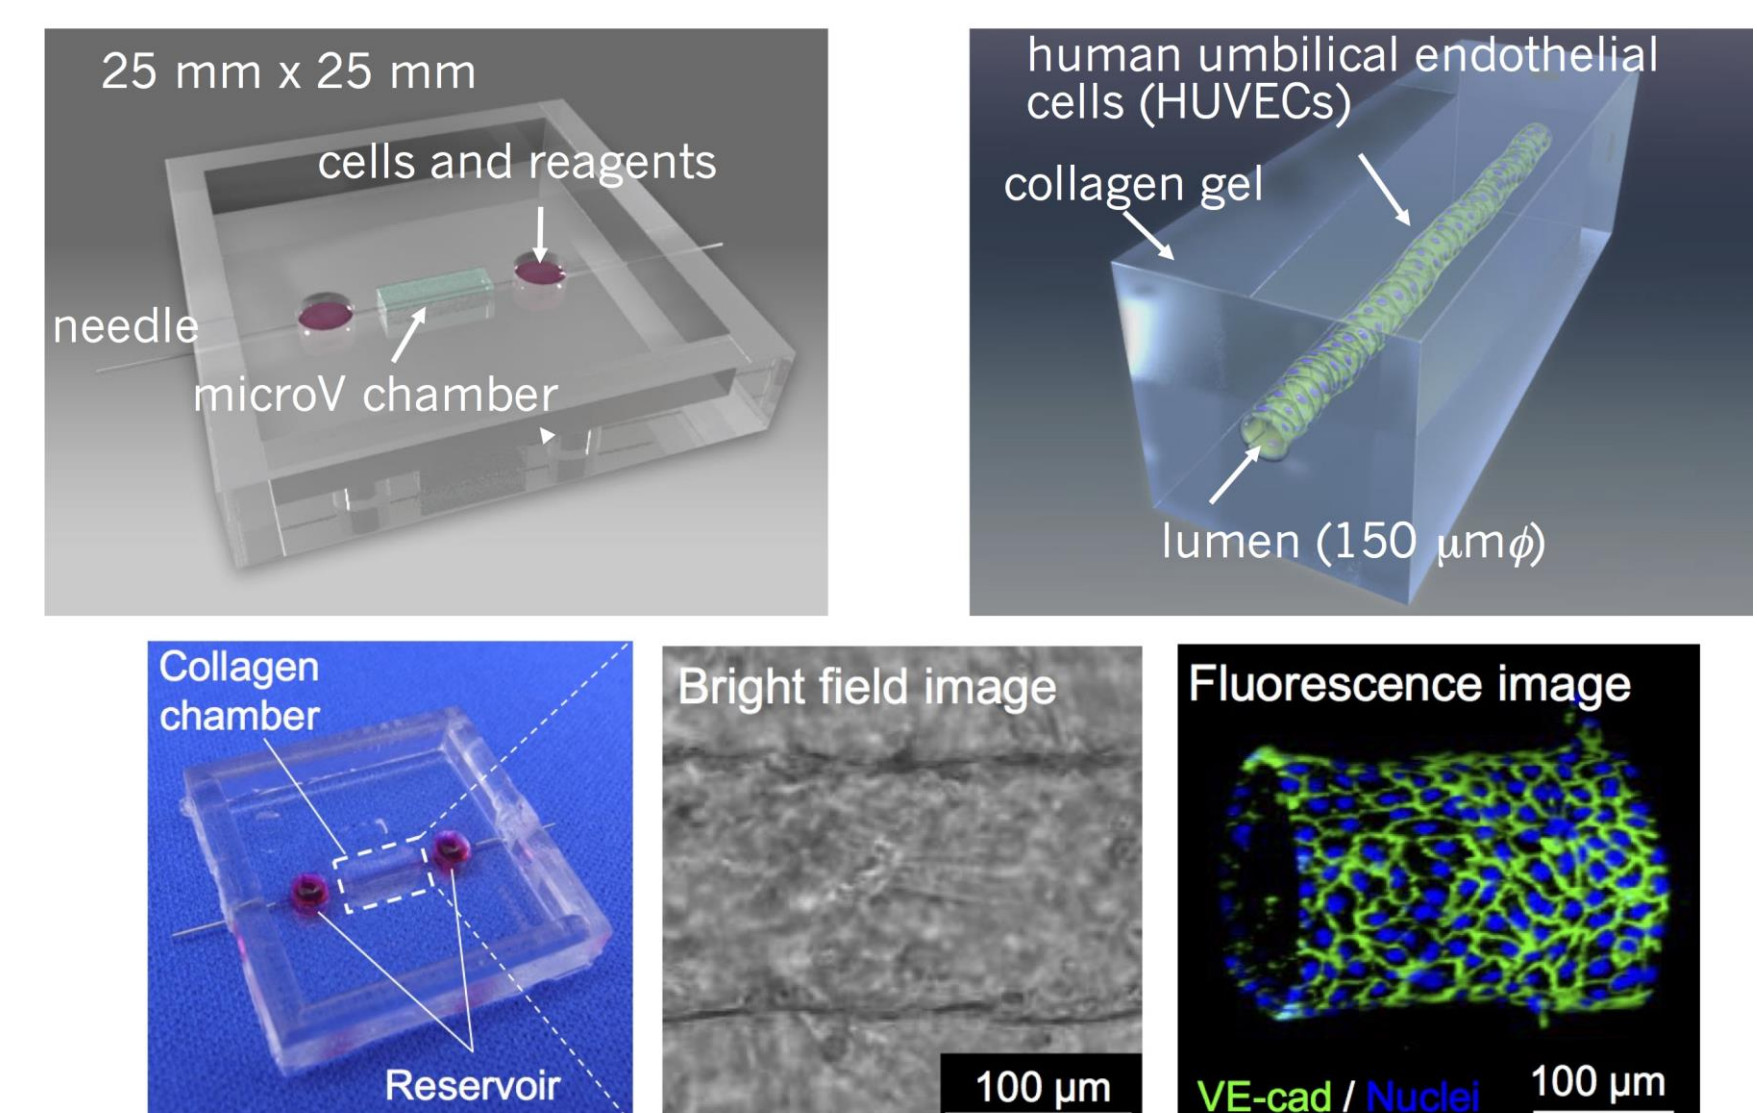 25 mm x 25 mm
cells and reagents
needle
microV chamber
human umbilical endothelial
cells (HUVECs)
collagen gel
lumen (150 μmϕ)
Collagen
chamber
Reservoir
Bright field image
100 μm
Fluorescence image
VE-cad / Nuclei
100 μm